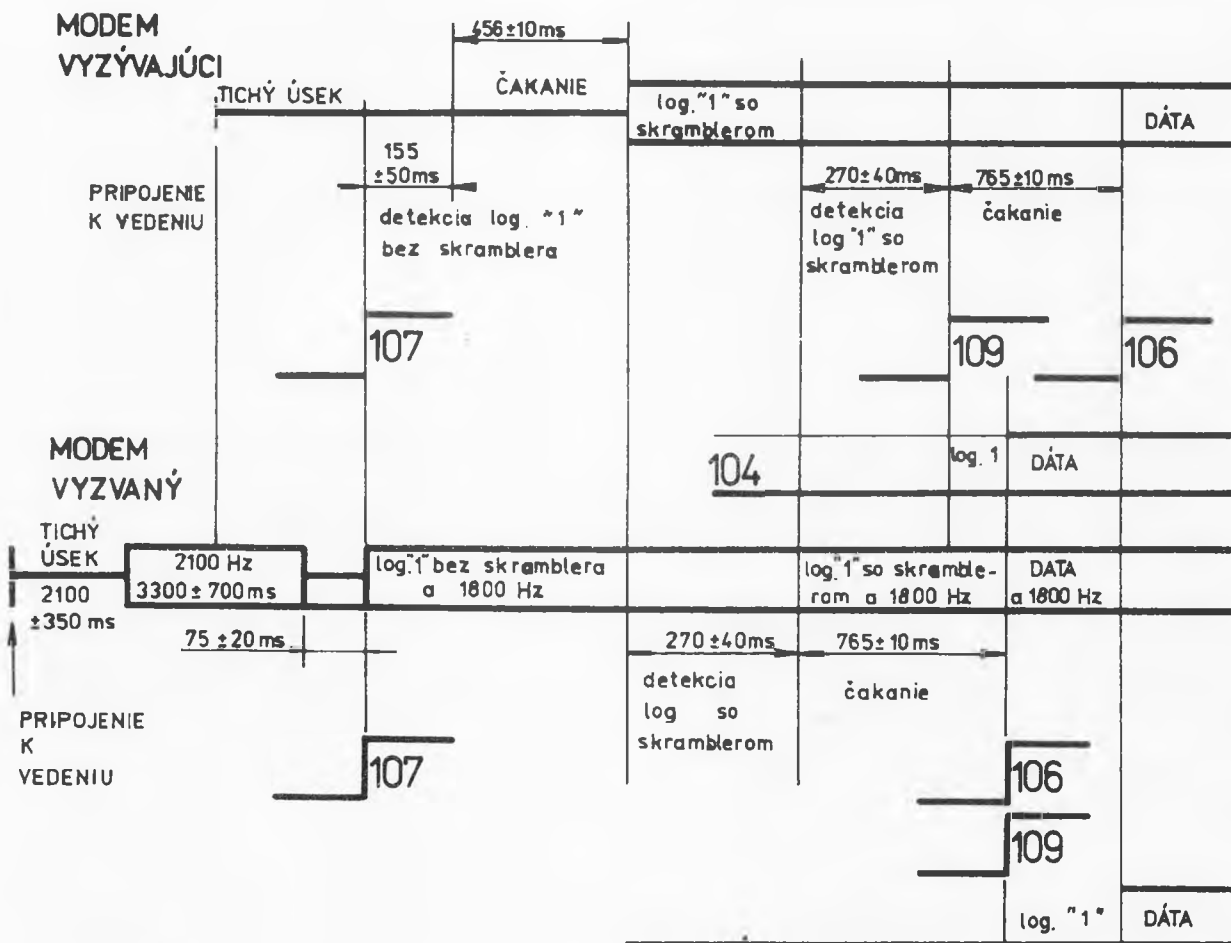 MODEM
VYZÝVAJÚCI
456±10ms
TICHÝ ÚSEK
ČAKANIE
log."1" so
skramblerom
DÁTA
155
±50ms
270±40ms
765±10ms
PRIPOJENIE
K VEDENIU
detekcia log. "1"
bez skramblera
detekcia
log "1" so
skramblerom
čakanie
107
109
106
MODEM
VYZVANÝ
104
log. 1
DÁTA
TICHÝ
ÚSEK
2100
±350 ms
2100 Hz
3300±700ms
log."1" bez skramblera
a 1800 Hz
log."1" so skramble-
ram a 1800 Hz
DATA
a 1800 Hz
75±20ms
270±40ms
765±10ms
detekcia
log so
skramblerom
čakanie
PRIPOJENIE
K
VEDENIU
107
106
109
log. "1"
DÁTA